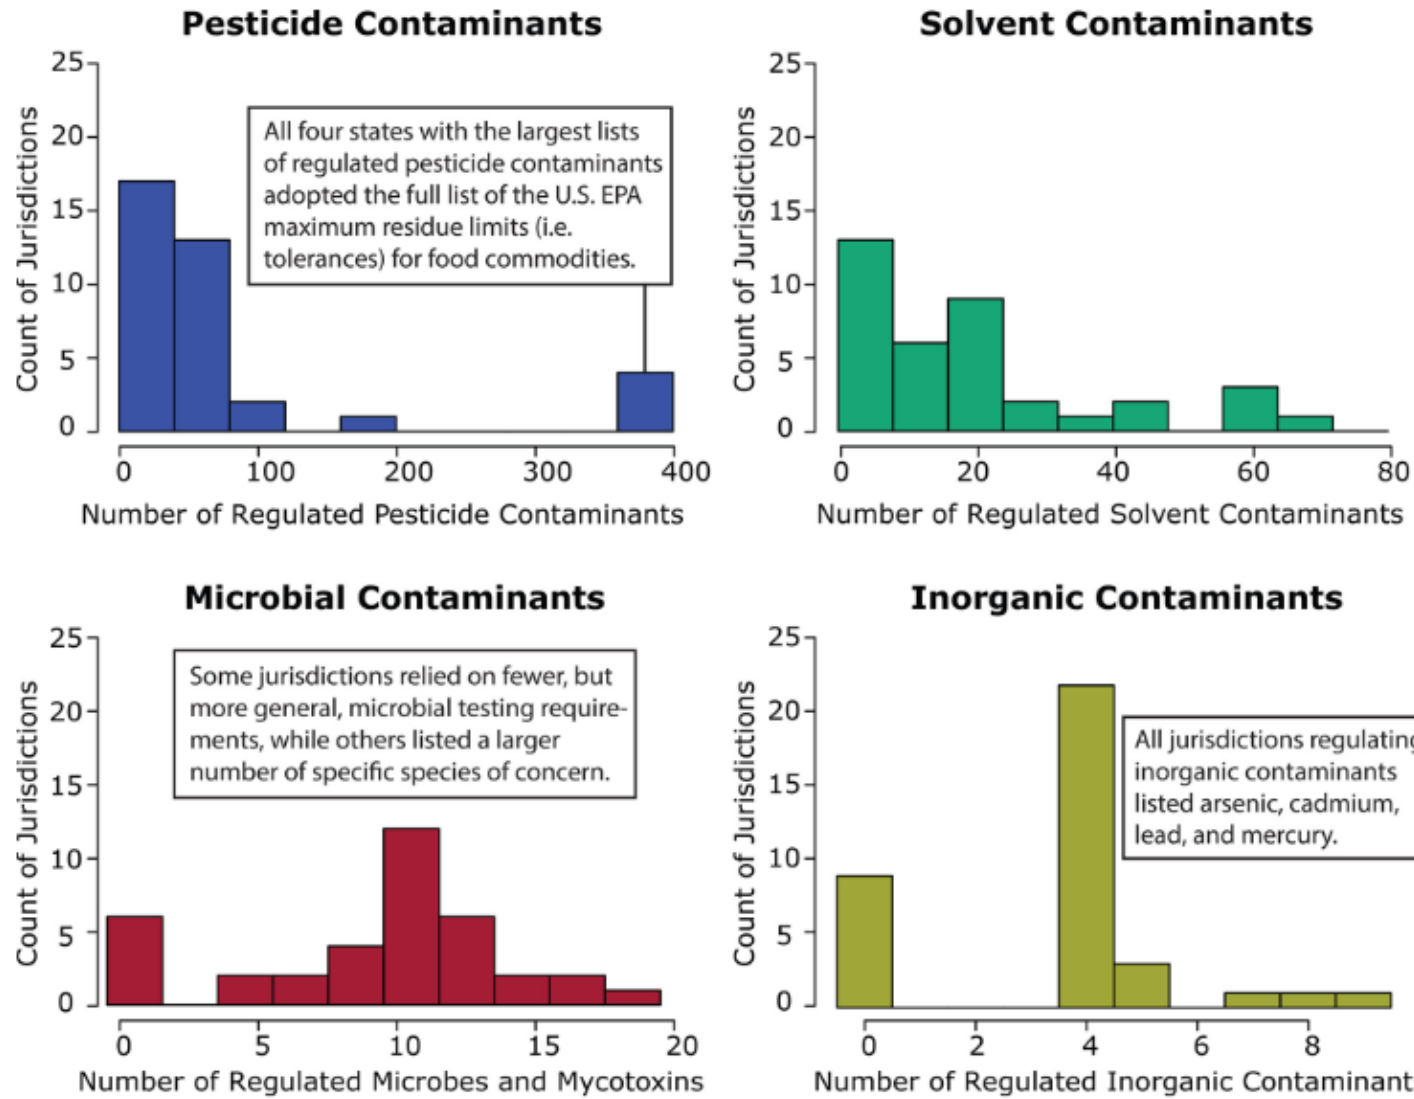 Pesticide Contaminants
25
20
15
10
5
0
Count of Jurisdictions
All four states with the largest lists
of regulated pesticide contaminants
adopted the full list of the U.S. EPA
maximum residue limits (i.e.
tolerances) for food commodities.
0 100 200 300 400
Number of Regulated Pesticide Contaminants
Solvent Contaminants
25
20
15
10
5
0
Count of Jurisdictions
0 20 40 60 80
Number of Regulated Solvent Contaminants
Microbial Contaminants
25
20
15
10
5
0
Count of Jurisdictions
Some jurisdictions relied on fewer, but
more general, microbial testing require-
ments, while others listed a larger
number of specific species of concern.
0 5 10 15 20
Number of Regulated Microbes and Mycotoxins
Inorganic Contaminants
25
20
15
10
5
0
Count of Jurisdictions
All jurisdictions regulating
inorganic contaminants
listed arsenic, cadmium,
lead, and mercury.
0 2 4 6 8
Number of Regulated Inorganic Contaminant